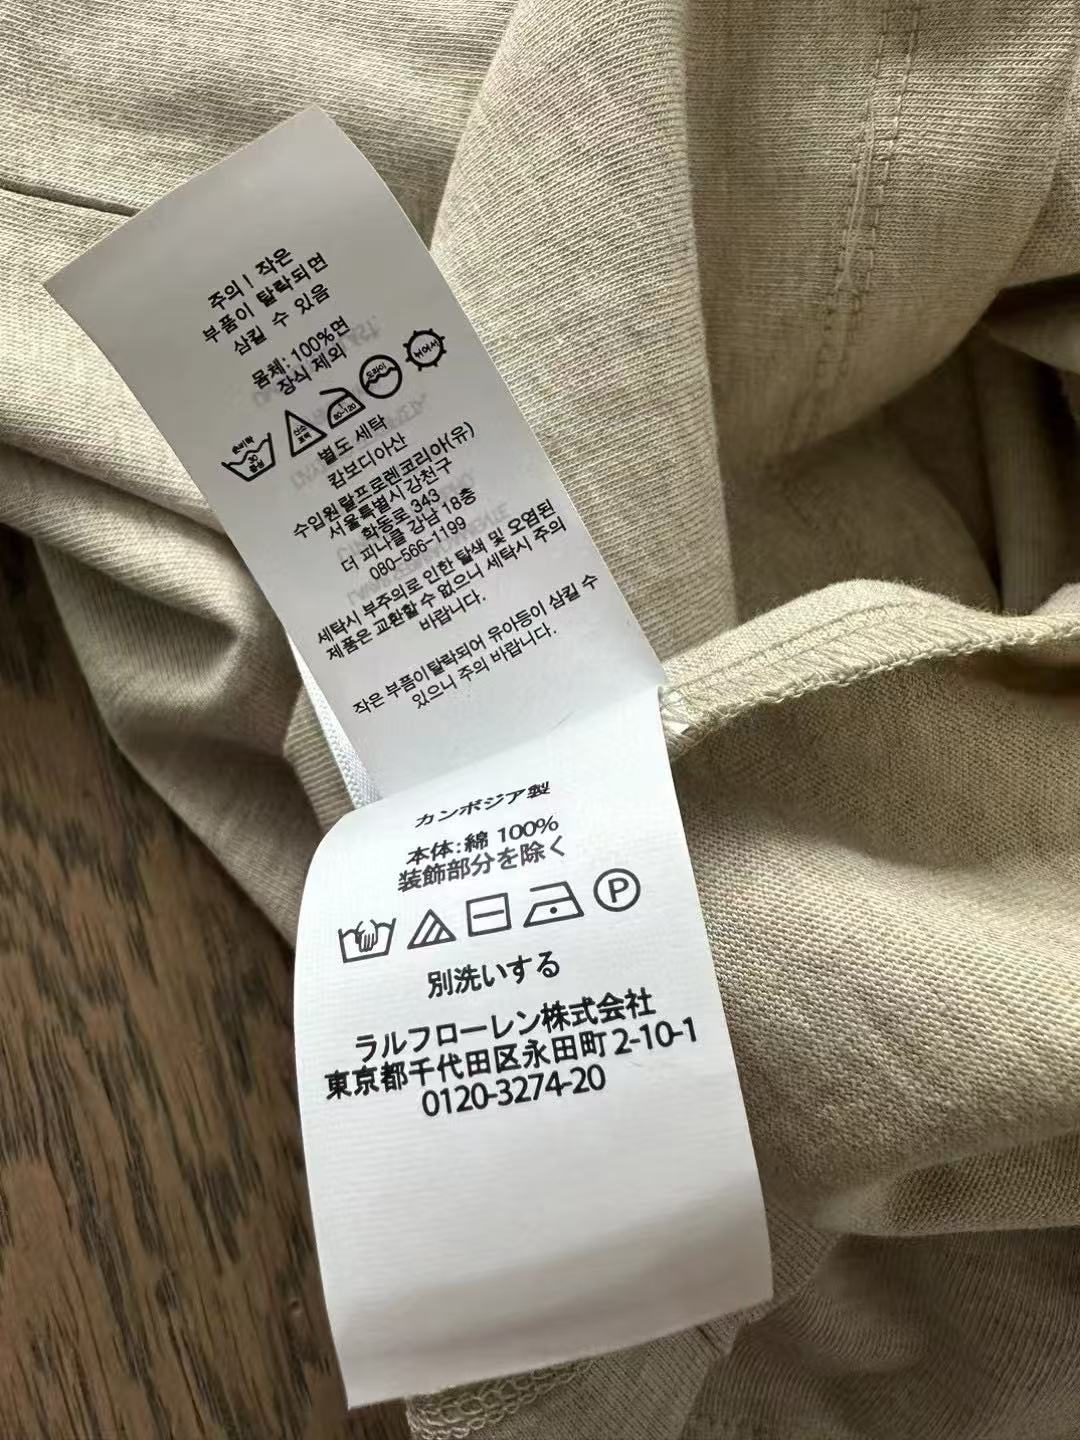 주의 ! 작은
부품이 탈락되면
삼킬 수 있음
몸체: 100%면
장식 제외
드라이
뉘어서
80-120
30
별도 세탁
캄보디아산
수입원 랄프로렌코리아(유)
서울특별시 강천구
학동로 343
더 피나클 강남 18층
080-566-1199
세탁시 부주의로 인한 탈색 및 오염된
제품은 교환할 수 없으니 세탁시 주의
바랍니다.
작은 부품이탈락되어 유아등이 삼킬 수
있으니 주의 바랍니다.
カンボジア製
本体:綿 100%
装飾部分を除く
P
別洗いする
ラルフローレン株式会社
東京都千代田区永田町 2-10-1
0120-3274-20